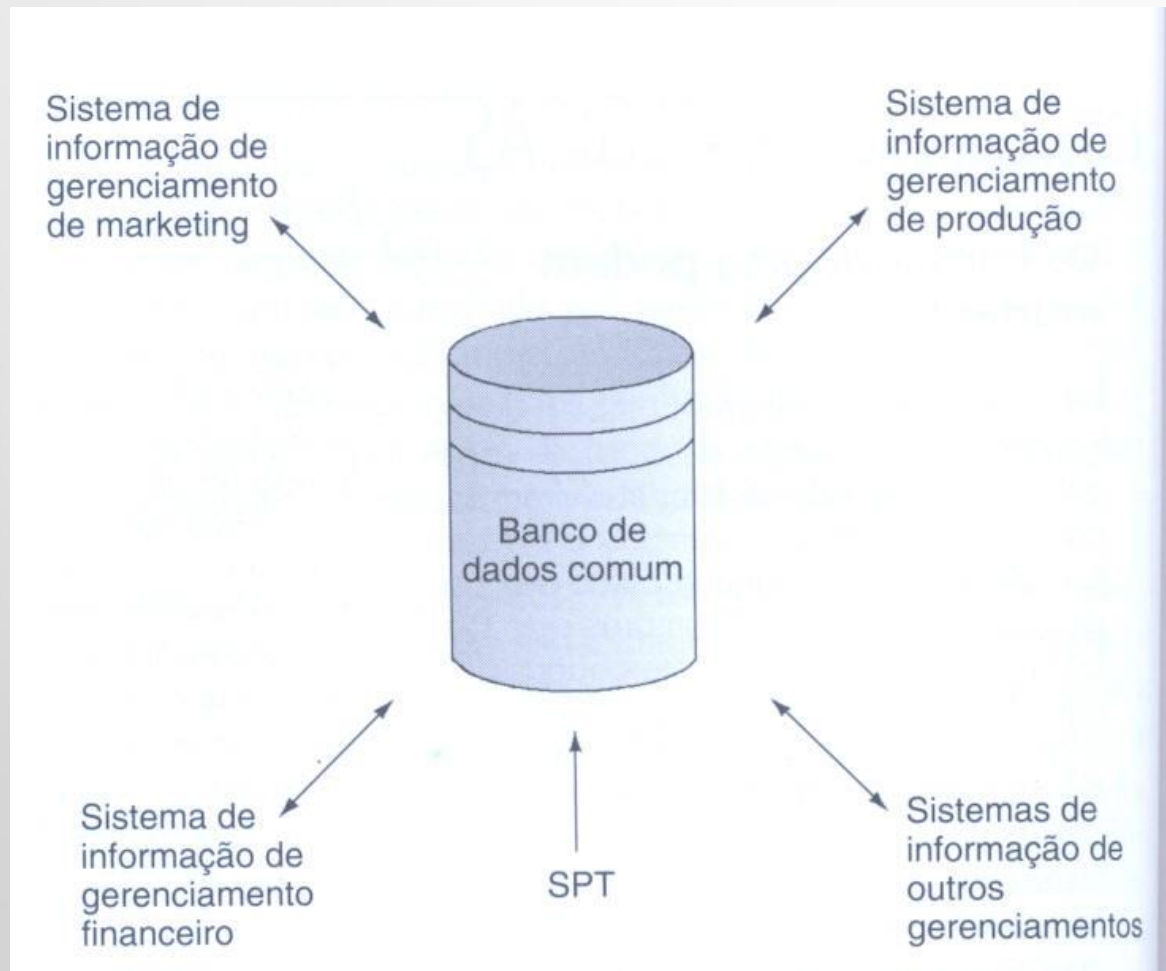 Sistema de
informação de
gerenciamento
de marketing
Sistema de
informação de
gerenciamento
de produção
Banco de
dados comum
Sistema de
informação de
gerenciamento
financeiro
SPT
Sistemas de
informação de
outros
gerenciamentos